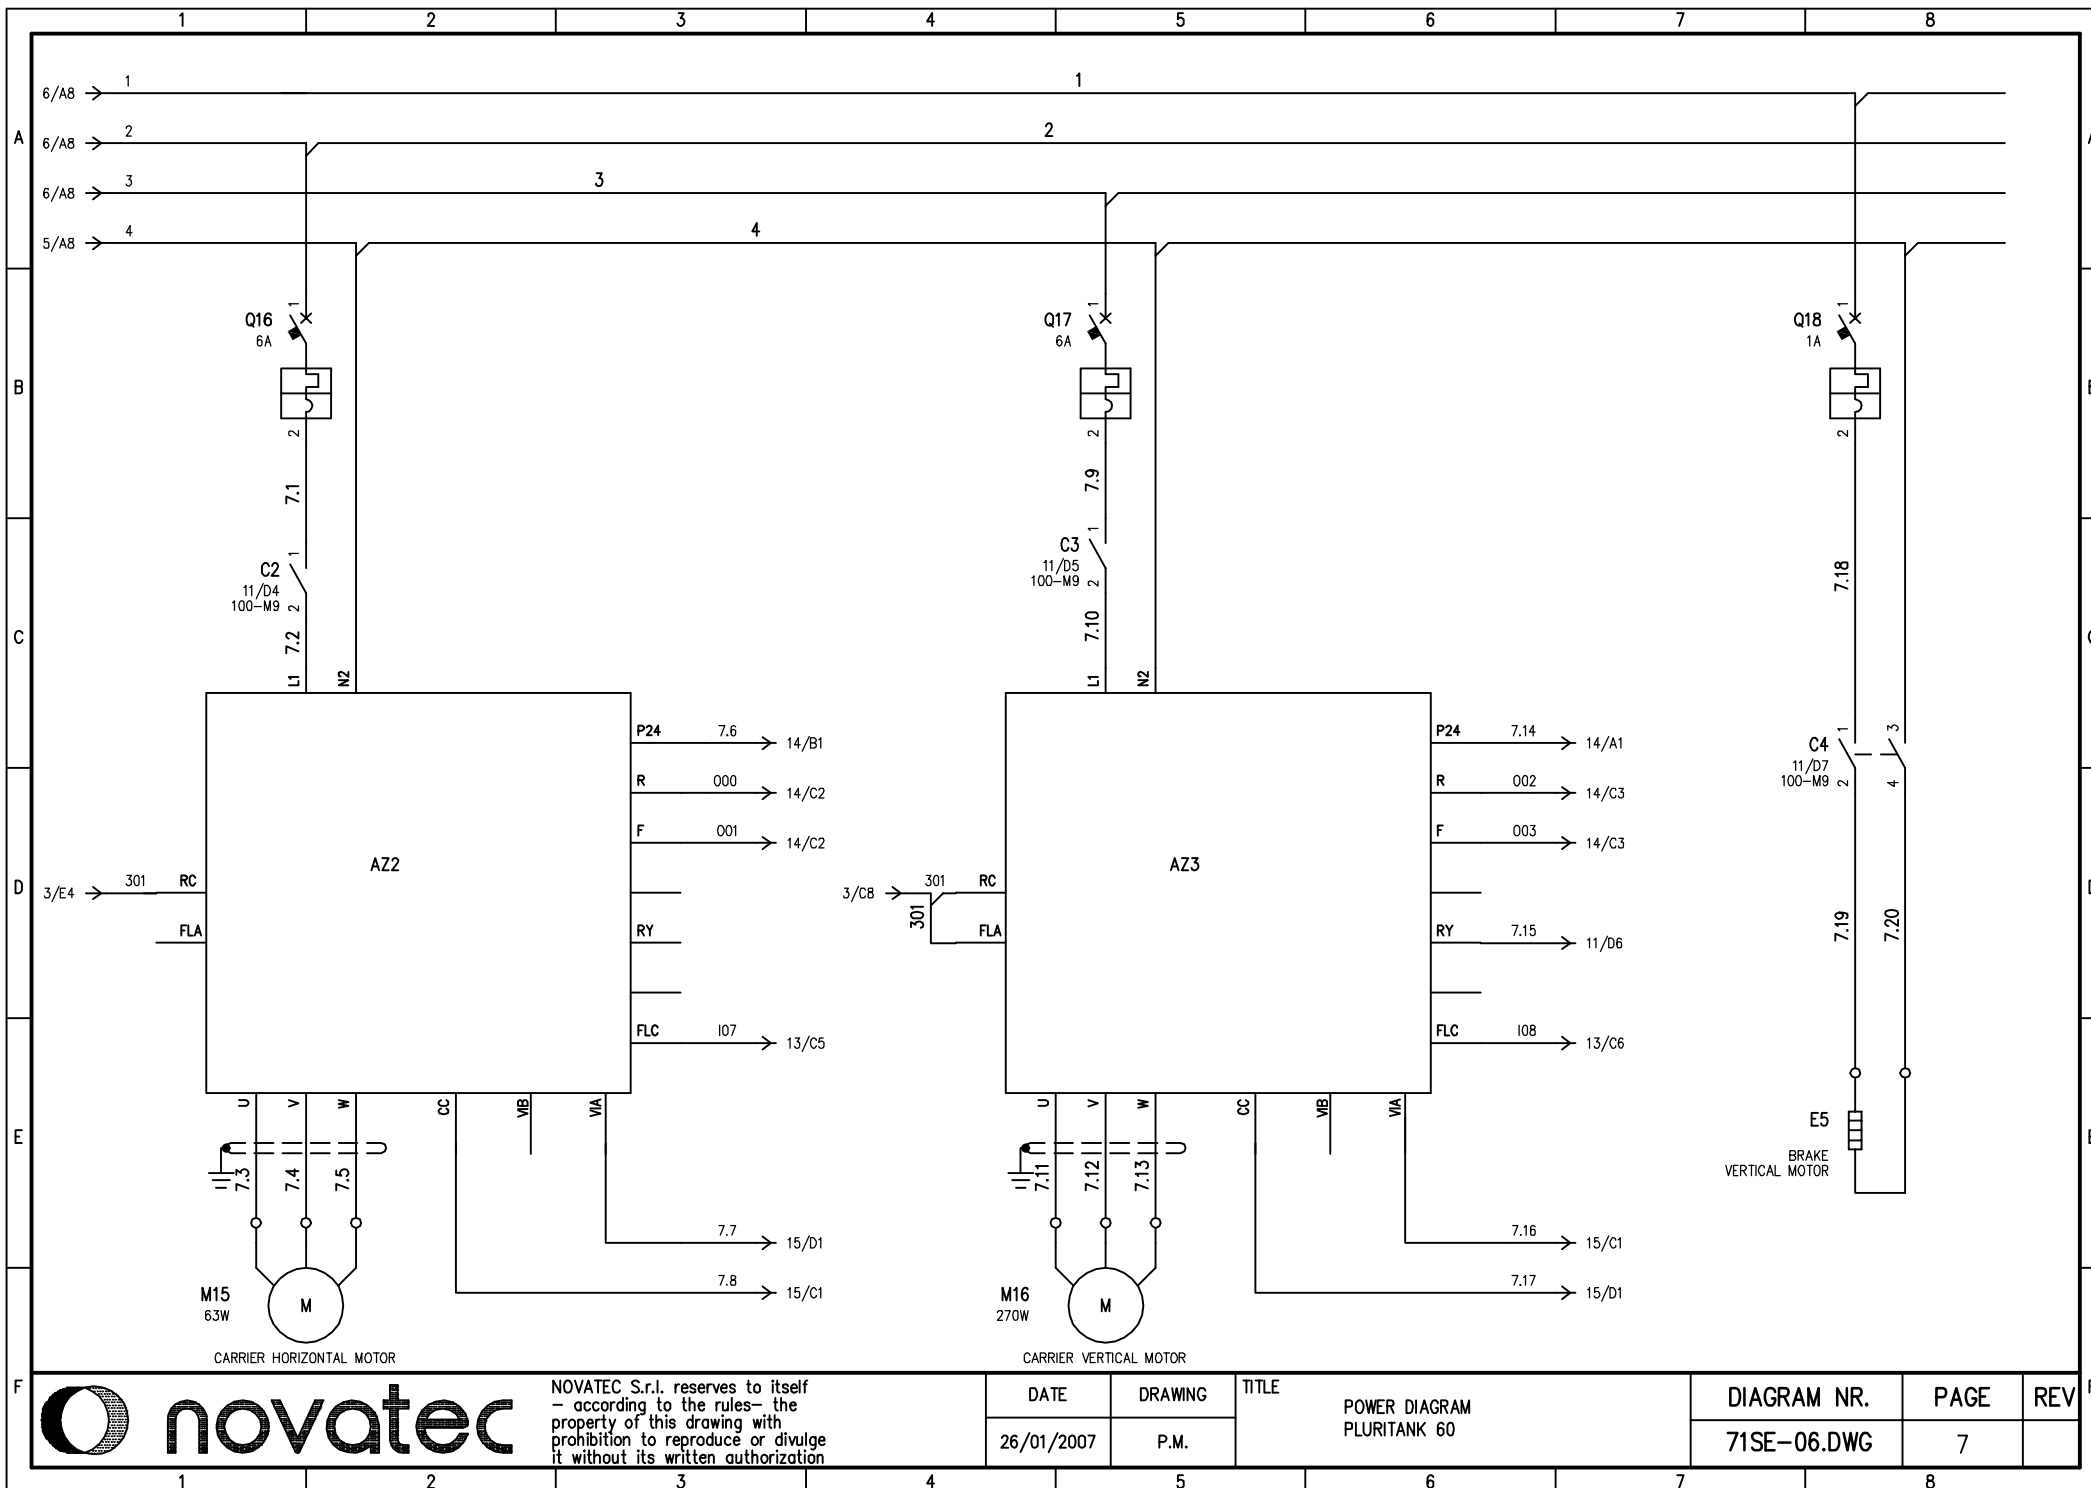 1 2 3 4 5 6 7 8
A A
6/A8 1 1
6/A8 2 2
6/A8 3 3
5/A8 4 4
B
Q16
6A
1
2
Q17
6A
1
2
Q18
1A
1
2
7.1
7.9
7.18
C
C2
11/D4
100-M9
1
2
7.2
L1 N2
C3
11/D5
100-M9
1
2
7.10
L1 N2
C4
11/D7
100-M9
1
2
3
4
7.19
7.20
D
AZ2
P24 7.6 14/B1
R 000 14/C2
F 001 14/C2
3/E4 301 RC
FLA
RY
FLC I07 13/C5
U V W CC VIB VIA
AZ3
P24 7.14 14/A1
R 002 14/C3
F 003 14/C3
3/C8 301 RC
301
FLA
RY 7.15 11/D6
FLC I08 13/C6
U V W CC VIB VIA
E
7.3 7.4 7.5
7.7 15/D1
7.8 15/C1
M15
63W
M
CARRIER HORIZONTAL MOTOR
7.11 7.12 7.13
7.16 15/C1
7.17 15/D1
M16
270W
M
CARRIER VERTICAL MOTOR
E5
BRAKE
VERTICAL MOTOR
F
novatec
NOVATEC S.r.l. reserves to itself
- according to the rules- the
property of this drawing with
prohibition to reproduce or divulge
it without its written authorization
DATE
26/01/2007
DRAWING
P.M.
TITLE
POWER DIAGRAM
PLURITANK 60
DIAGRAM NR.
71SE-06.DWG
PAGE
7
REV
1 2 3 4 5 6 7 8